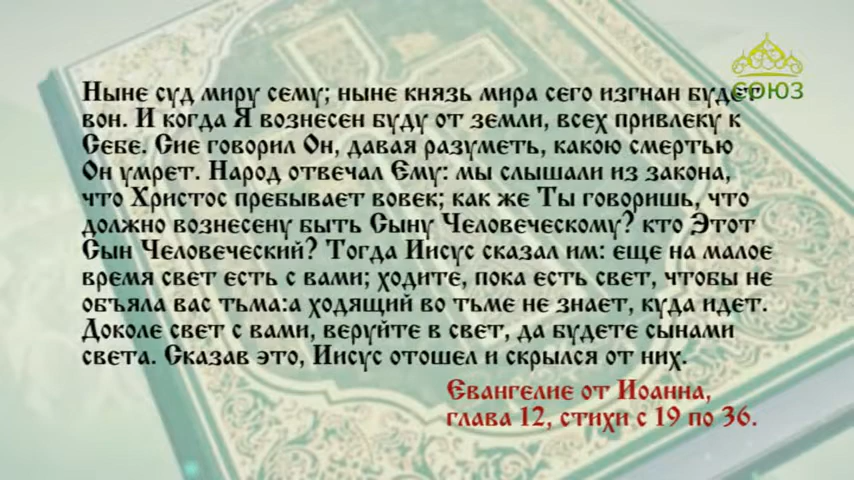 Ныне суд миру сему; ныне князь мира сего изгнан будет
вон. И когда Я вознесен буду от земли, всех привлеку к
Себе. Сие говорил Он, давая разуметь, какою смертью
Он умрет. Народ отвечал Ему: мы слышали из закона,
что Христос пребывает вовек; как же Ты говоришь, что
должно вознесену быть Сыну Человеческому? кто Этот
Сын Человеческий? Тогда Иисус сказал им: еще на малое
время свет есть с вами; ходите, пока есть свет, чтобы не
объяла вас тьма:а ходящий во тьме не знает, куда идет.
Доколе свет с вами, веруйте в свет, да будете сынами
света. Сказав это, Иисус отошел и скрылся от них.
Евангелие от Иоанна,
глава 12, стихи с 19 по 36.
СОЮЗ